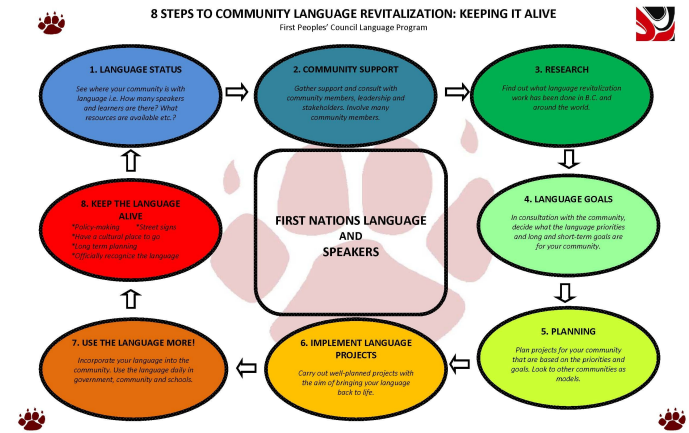 8 STEPS TO COMMUNITY LANGUAGE REVITALIZATION: KEEPING IT ALIVE
First Peoples' Council Language Program
1. LANGUAGE STATUS
See where your community is with
language i.e. How many speakers
and learners are there? What
resources are available etc.?
2. COMMUNITY SUPPORT
Gather support and consult with
community members, leadership and
stakeholders. Involve many
community members.
3. RESEARCH
Find out what language revitalization
work has been done in B.C. and
around the world.
4. LANGUAGE GOALS
In consultation with the community,
decide what the language priorities
and long and short-term goals are
for your community.
5. PLANNING
Plan projects for your community
that are based on the priorities and
goals. Look to other communities as
models.
6. IMPLEMENT LANGUAGE
PROJECTS
Carry out well-planned projects with
the aim of bringing your language
back to life.
7. USE THE LANGUAGE MORE!
Incorporate your language into the
community. Use the language daily in
government, community and schools.
8. KEEP THE LANGUAGE
ALIVE
*Policy-making *Street signs
*Have a cultural place to go
*Long term planning
*Officially recognize the language
FIRST NATIONS LANGUAGE
AND
SPEAKERS